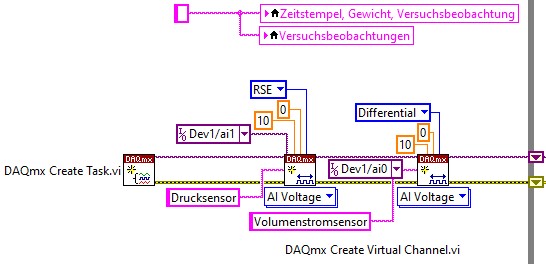 Zeitstempel, Gewicht, Versuchsbeobachtung
Versuchsbeobachtungen
RSE
0
10
Differential
0
10
I/O Dev1/ai1
DAQmx Create Task.vi
DAQmx
DAQmx
I/O Dev1/ai0
DAQmx
Drucksensor
AI Voltage
AI Voltage
Volumenstromsensor
DAQmx Create Virtual Channel.vi